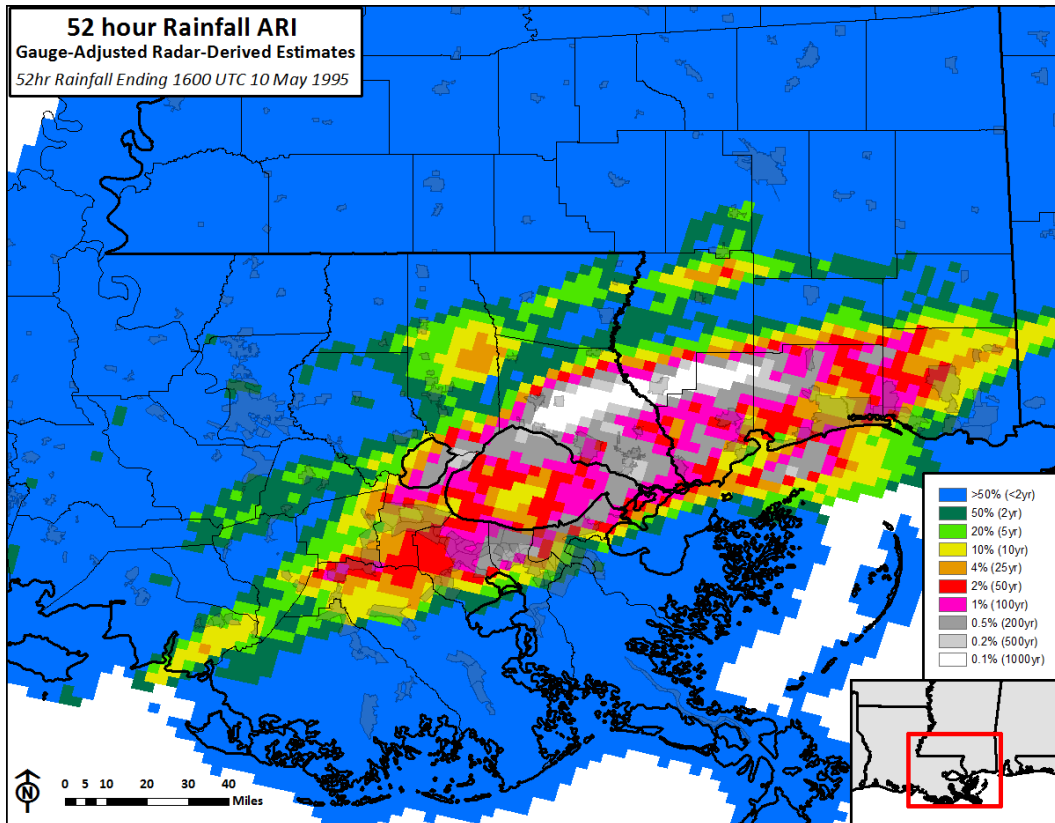 52 hour Rainfall ARI
Gauge-Adjusted Radar-Derived Estimates
52hr Rainfall Ending 1600 UTC 10 May 1995
>50% (<2yr)
50% (2yr)
20% (5yr)
10% (10yr)
4% (25yr)
2% (50yr)
1% (100yr)
0.5% (200yr)
0.2% (500yr)
0.1% (1000yr)
N
0 5 10 20 30 40
Miles